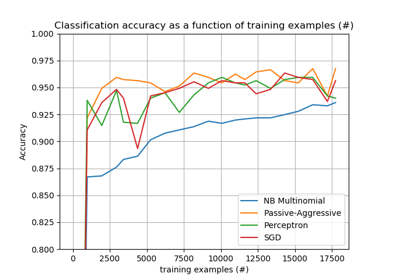 Classification accuracy as a function of training examples (#)
1.000
0.975
0.950
0.925
0.900
0.875
0.850
0.825
0.800
Accuracy
NB Multinomial
Passive-Aggressive
Perceptron
SGD
0 2500 5000 7500 10000 12500 15000 17500
training examples (#)